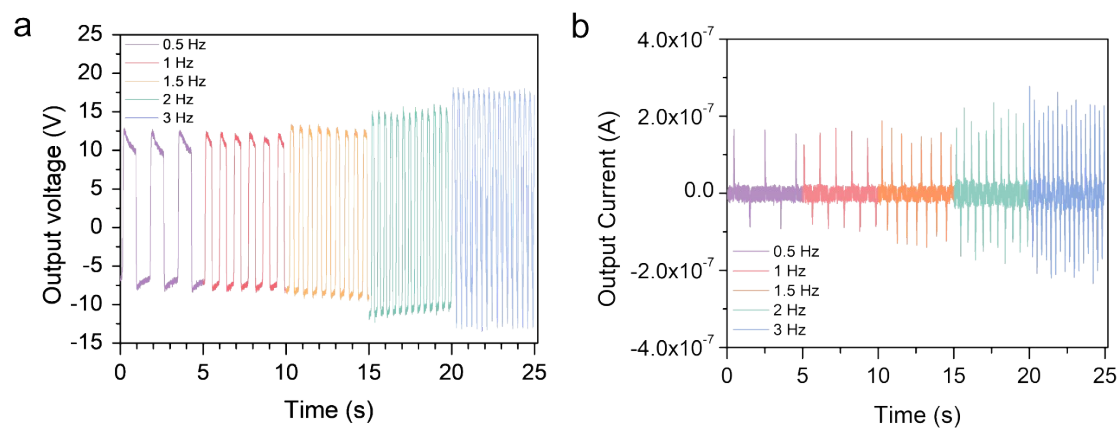 a
Output voltage (V)
25
20
15
10
5
0
-5
-10
-15
0.5 Hz
1 Hz
1.5 Hz
2 Hz
3 Hz
0 5 10 15 20 25
Time (s)
b
Output Current (A)
4.0x10⁻⁷
2.0x10⁻⁷
0.0
-2.0x10⁻⁷
-4.0x10⁻⁷
0.5 Hz
1 Hz
1.5 Hz
2 Hz
3 Hz
0 5 10 15 20 25
Time (s)